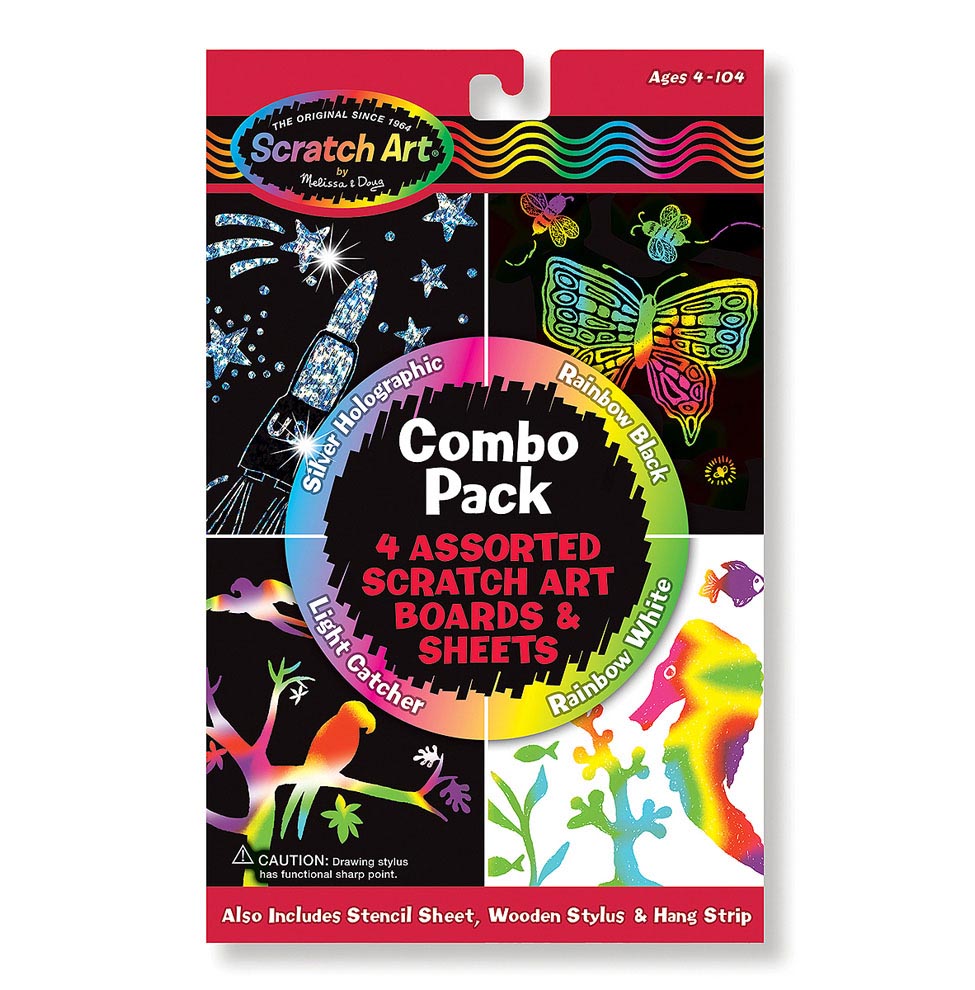 Ages 4-104
THE ORIGINAL SINCE 1964
Scratch Art®
by
Melissa & Doug
Silver Holographic
Rainbow Black
Combo
Pack
4 ASSORTED
SCRATCH ART
BOARDS &
SHEETS
Light Catcher
Rainbow White
⚠ CAUTION: Drawing stylus
has functional sharp point.
Also Includes Stencil Sheet, Wooden Stylus & Hang Strip